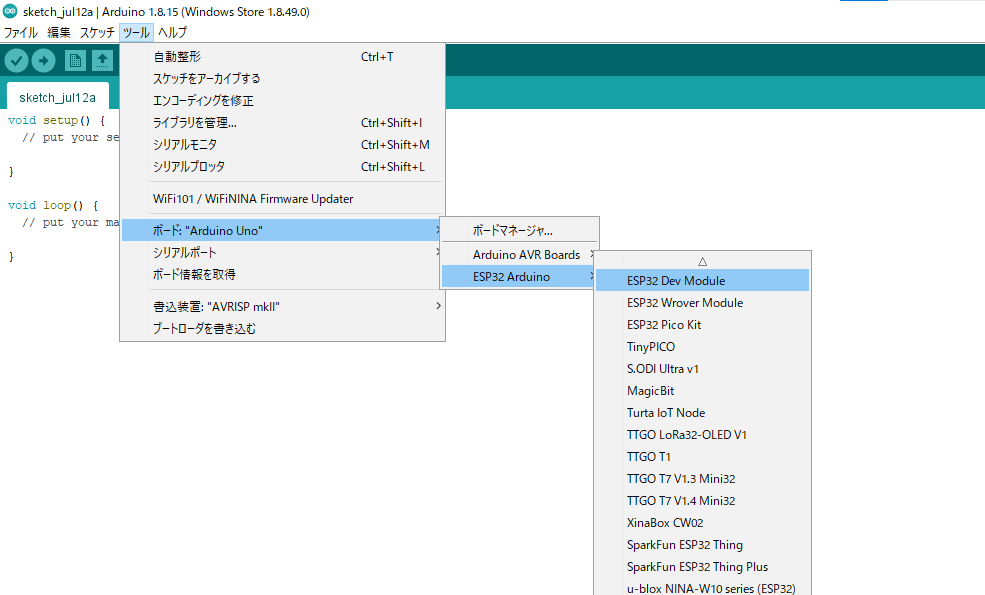 sketch_jul12a | Arduino 1.8.15 (Windows Store 1.8.49.0)
ファイル 編集 スケッチ ツール ヘルプ
sketch_jul12a
void setup() {
// put your se
}
void loop() {
// put your ma
}
自動整形 Ctrl+T
スケッチをアーカイブする
エンコーディングを修正
ライブラリを管理... Ctrl+Shift+I
シリアルモニタ Ctrl+Shift+M
シリアルプロッタ Ctrl+Shift+L
WiFi101 / WiFiNINA Firmware Updater
ボード: "Arduino Uno"
シリアルポート
ボード情報を取得
書込装置: "AVRISP mkII"
ブートローダを書き込む
ボードマネージャ...
Arduino AVR Boards
ESP32 Arduino
ESP32 Dev Module
ESP32 Wrover Module
ESP32 Pico Kit
TinyPICO
S.ODI Ultra v1
MagicBit
Turta IoT Node
TTGO LoRa32-OLED V1
TTGO T1
TTGO T7 V1.3 Mini32
TTGO T7 V1.4 Mini32
XinaBox CW02
SparkFun ESP32 Thing
SparkFun ESP32 Thing Plus
u-blox NINA-W10 series (ESP32)